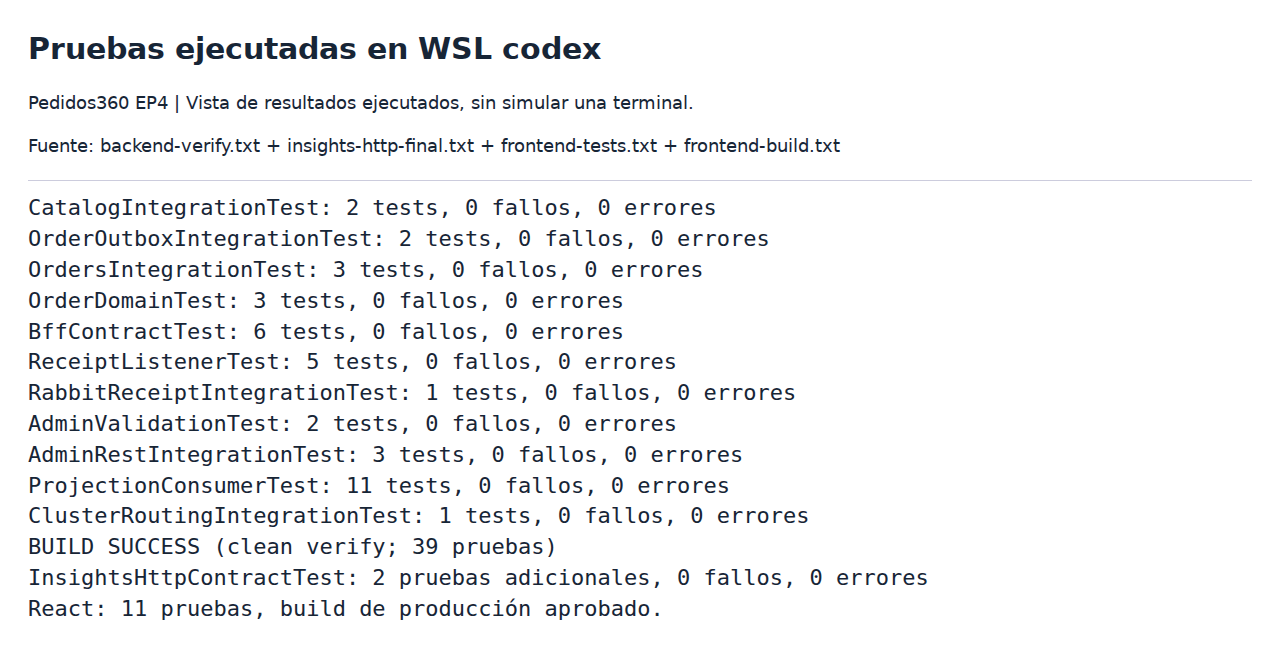 Pruebas ejecutadas en WSL codex
Pedidos360 EP4 | Vista de resultados ejecutados, sin simular una terminal.
Fuente: backend-verify.txt + insights-http-final.txt + frontend-tests.txt + frontend-build.txt
CatalogIntegrationTest: 2 tests, 0 fallos, 0 errores
OrderOutboxIntegrationTest: 2 tests, 0 fallos, 0 errores
OrdersIntegrationTest: 3 tests, 0 fallos, 0 errores
OrderDomainTest: 3 tests, 0 fallos, 0 errores
BffContractTest: 6 tests, 0 fallos, 0 errores
ReceiptListenerTest: 5 tests, 0 fallos, 0 errores
RabbitReceiptIntegrationTest: 1 tests, 0 fallos, 0 errores
AdminValidationTest: 2 tests, 0 fallos, 0 errores
AdminRestIntegrationTest: 3 tests, 0 fallos, 0 errores
ProjectionConsumerTest: 11 tests, 0 fallos, 0 errores
ClusterRoutingIntegrationTest: 1 tests, 0 fallos, 0 errores
BUILD SUCCESS (clean verify; 39 pruebas)
InsightsHttpContractTest: 2 pruebas adicionales, 0 fallos, 0 errores
React: 11 pruebas, build de producción aprobado.